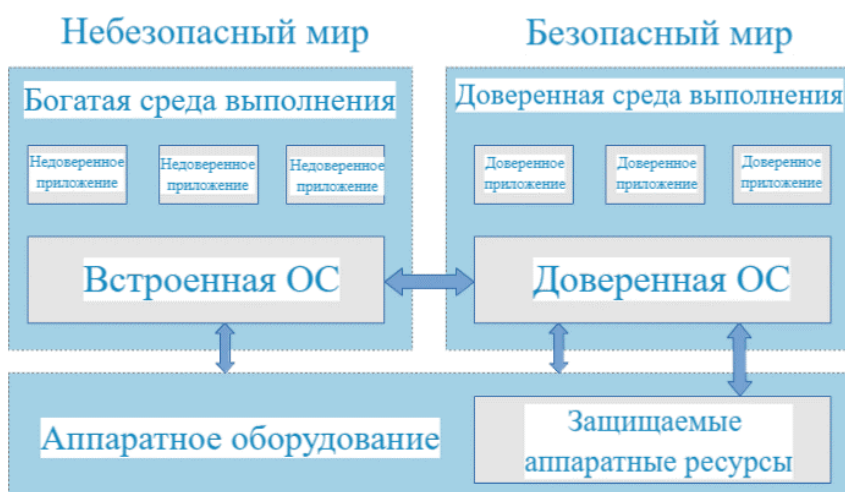 Небезопасный мир
Безопасный мир
Богатая среда выполнения
Доверенная среда выполнения
Недоверенное
приложение
Недоверенное
приложение
Недоверенное
приложение
Доверенное
приложение
Доверенное
приложение
Доверенное
приложение
Встроенная ОС
Доверенная ОС
Аппаратное оборудование
Защищаемые
аппаратные ресурсы